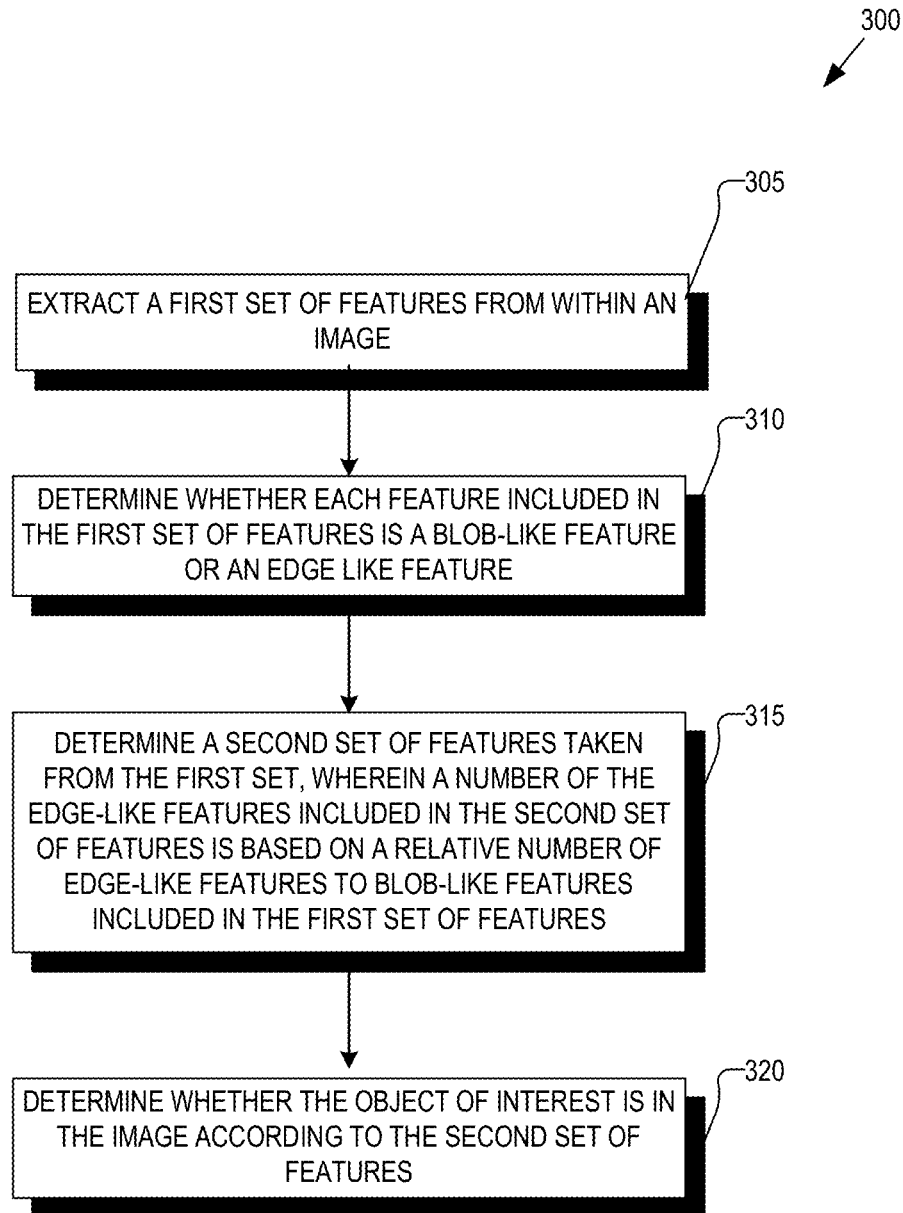 300
305
EXTRACT A FIRST SET OF FEATURES FROM WITHIN AN
IMAGE
310
DETERMINE WHETHER EACH FEATURE INCLUDED IN
THE FIRST SET OF FEATURES IS A BLOB-LIKE FEATURE
OR AN EDGE LIKE FEATURE
315
DETERMINE A SECOND SET OF FEATURES TAKEN
FROM THE FIRST SET, WHEREIN A NUMBER OF THE
EDGE-LIKE FEATURES INCLUDED IN THE SECOND SET
OF FEATURES IS BASED ON A RELATIVE NUMBER OF
EDGE-LIKE FEATURES TO BLOB-LIKE FEATURES
INCLUDED IN THE FIRST SET OF FEATURES
320
DETERMINE WHETHER THE OBJECT OF INTEREST IS IN
THE IMAGE ACCORDING TO THE SECOND SET OF
FEATURES